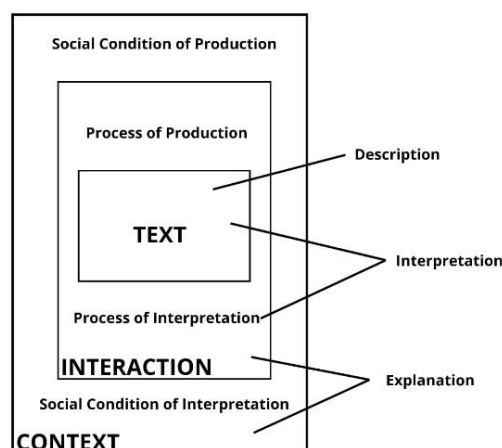 Social Condition of Production
Process of Production
Description
TEXT
Interpretation
Process of Interpretation
INTERACTION
Explanation
Social Condition of Interpretation
CONTEXT